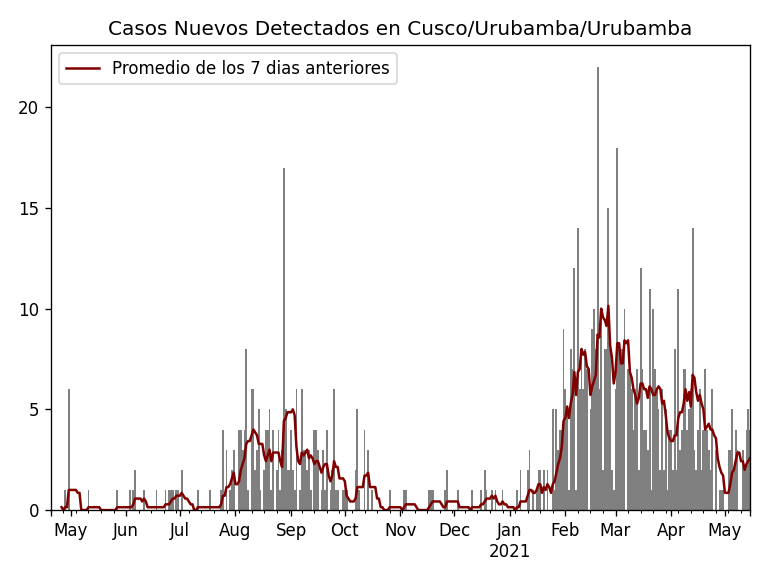 Casos Nuevos Detectados en Cusco/Urubamba/Urubamba
Promedio de los 7 dias anteriores
20
15
10
5
0
May Jun Jul Aug Sep Oct Nov Dec Jan Feb Mar Apr May
2021